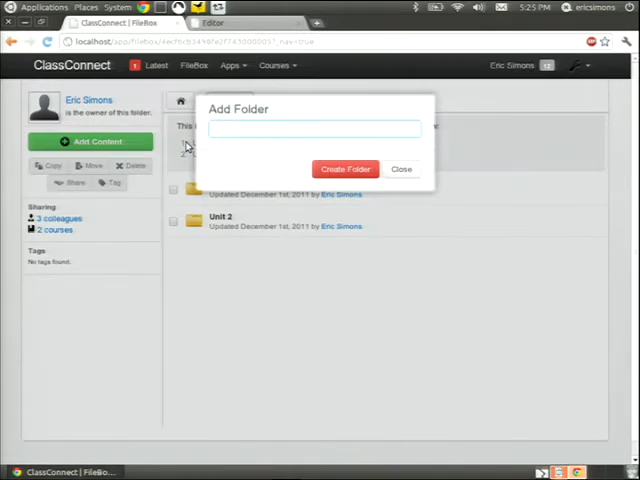 Applications Places System 5:25 PM ericsimons
ClassConnect | FileBox × Editor ×
ClassConnect 1 Latest FileBox Apps Courses Eric Simons 12
Eric Simons
is the owner of this folder.
Add Content
Copy Move Delete
Share Tag
Sharing
3 colleagues
2 courses
Tags
No tags found.
This
Add Folder
Create Folder Close
Updated December 1st, 2011 by Eric Simons
Unit 2
Updated December 1st, 2011 by Eric Simons
ClassConnect | FileBo...